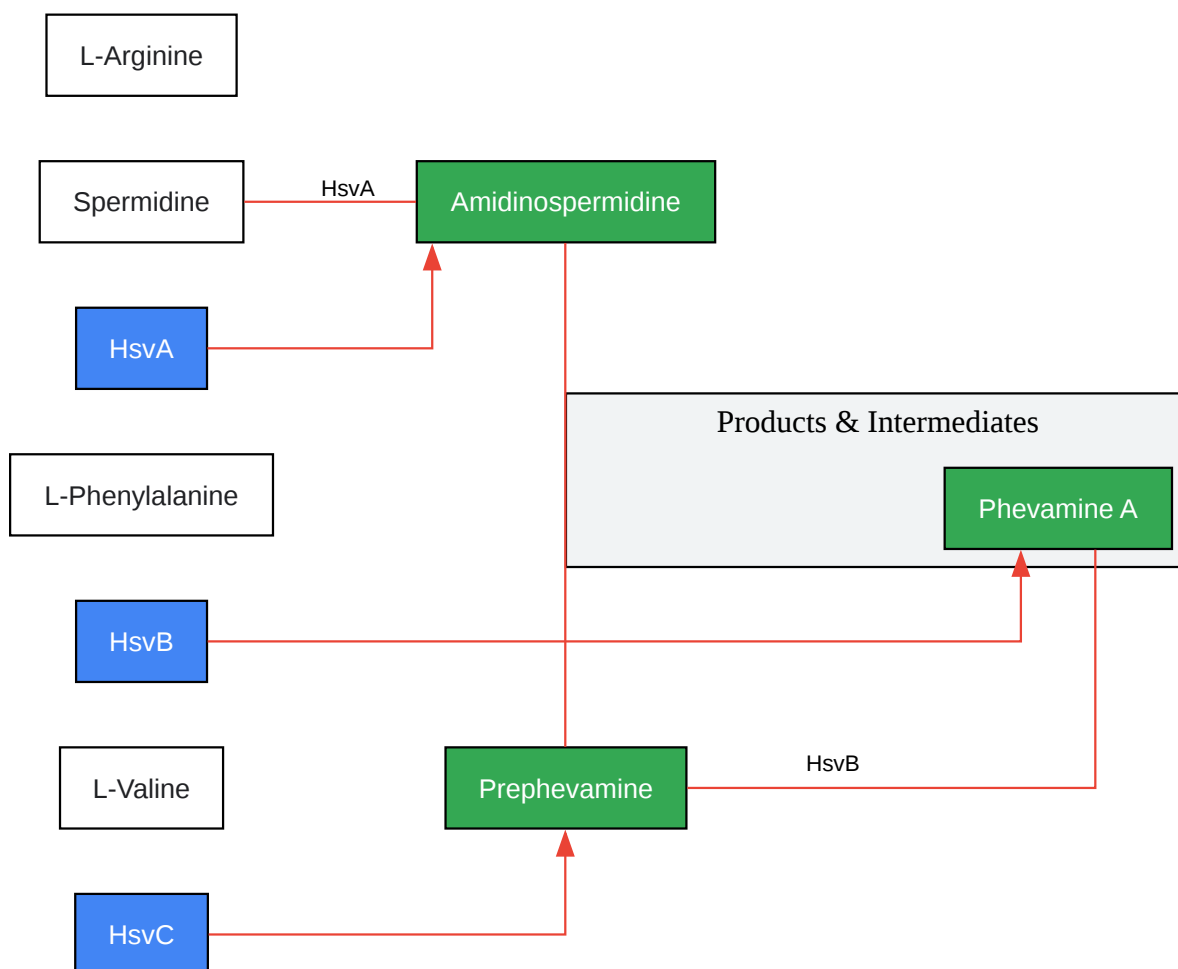 L-Arginine
Spermidine
HsvA
Amidinospermidine
HsvA
Products & Intermediates
L-Phenylalanine
Phevamine A
HsvB
L-Valine
Prephevamine
HsvB
HsvC